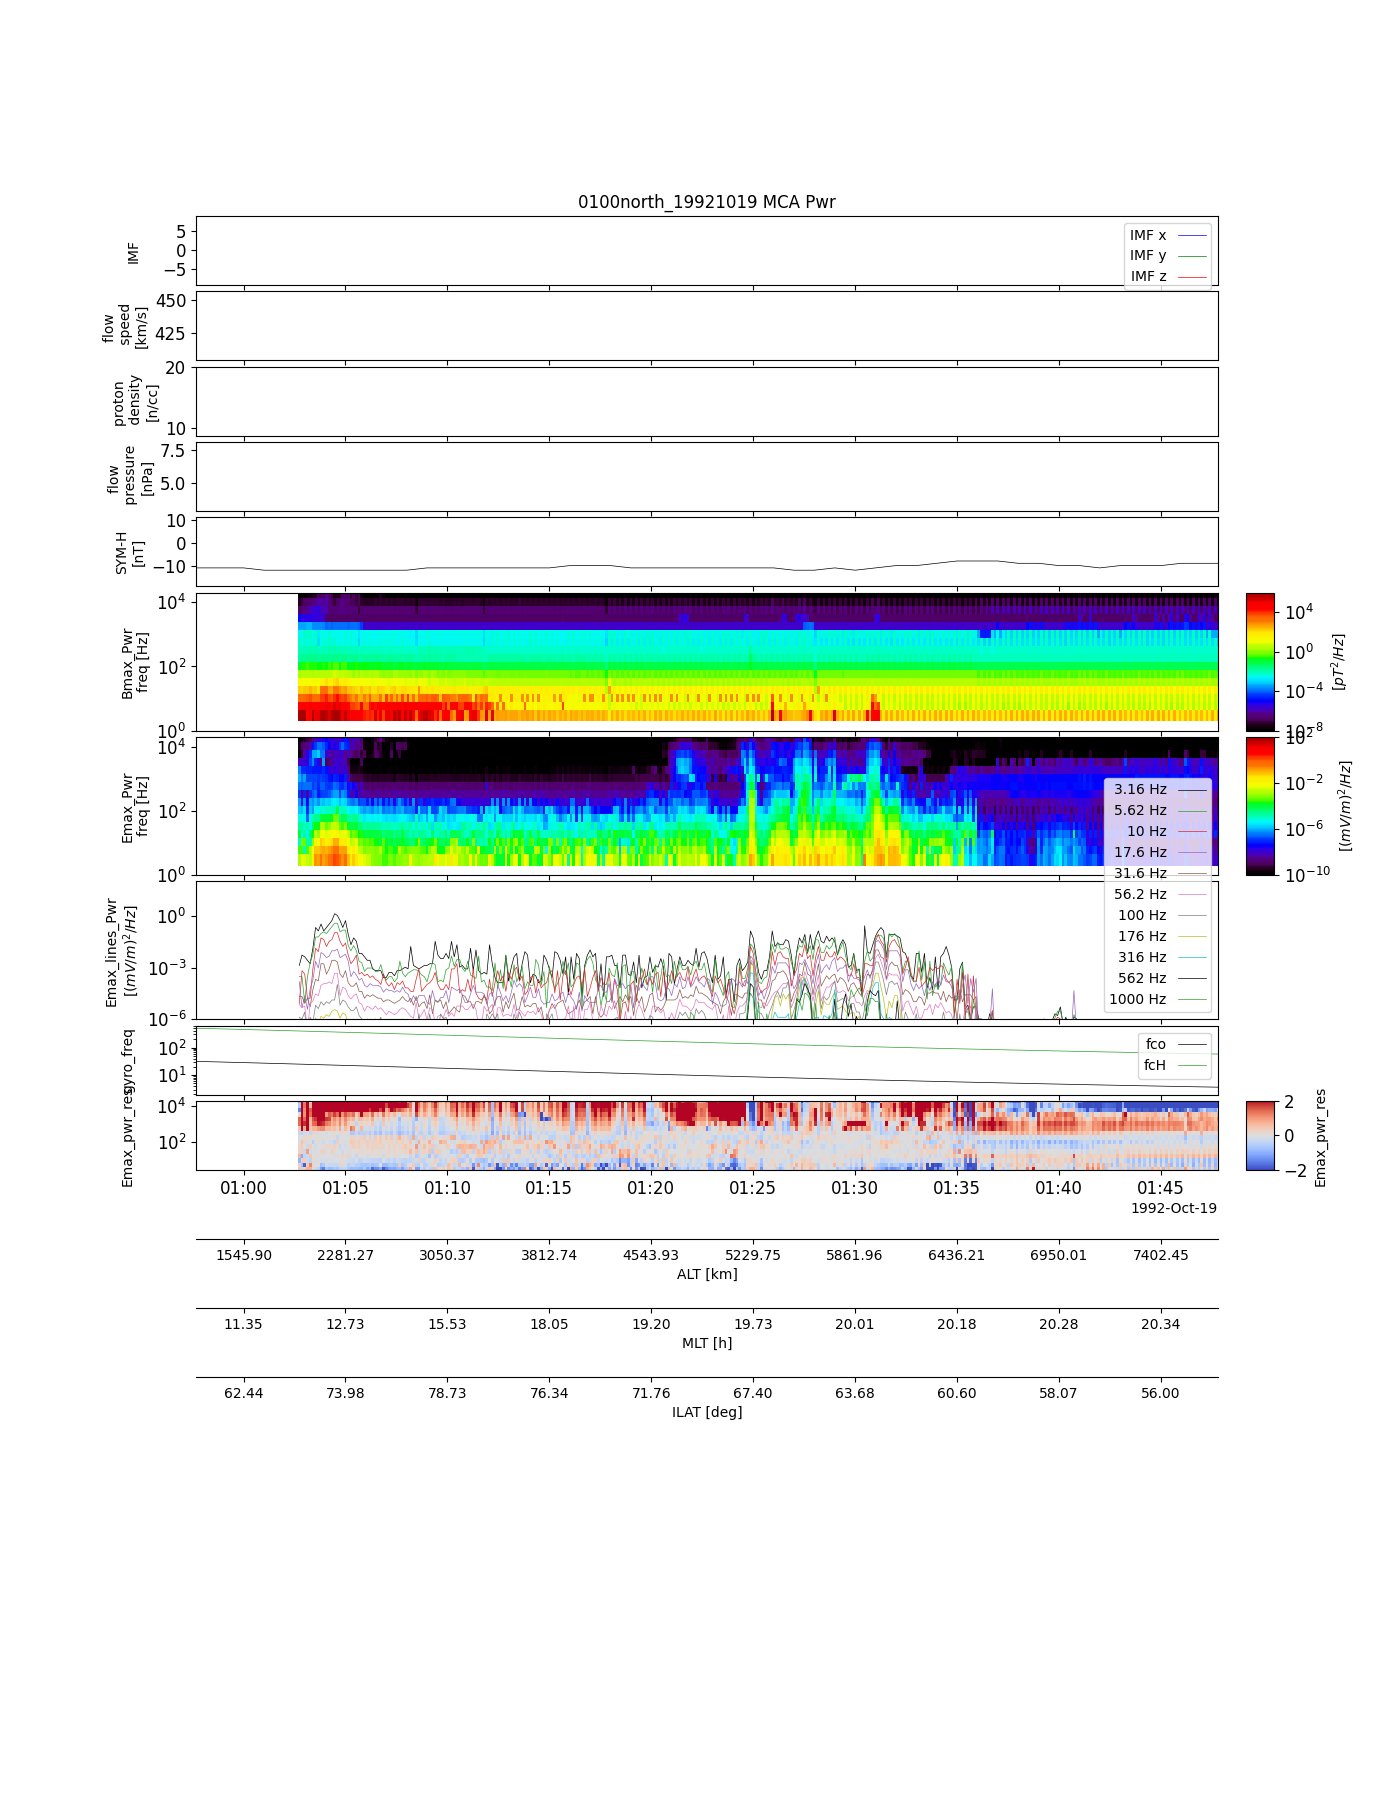 0100north_19921019 MCA Pwr
IMF
5
0
−5
IMF x
IMF y
IMF z
flow
speed
[km/s]
450
425
proton
density
[n/cc]
20
10
flow
pressure
[nPa]
7.5
5.0
SYM-H
[nT]
10
0
−10
Bmax_Pwr
freq [Hz]
10^4
10^2
10^0
10^4
10^0
10^−4
10^−8
[pT^2/Hz]
Emax_Pwr
freq [Hz]
10^4
10^2
10^0
10^2
10^−2
10^−6
10^−10
[(mV/m)^2/Hz]
3.16 Hz
5.62 Hz
10 Hz
17.6 Hz
31.6 Hz
56.2 Hz
100 Hz
176 Hz
316 Hz
562 Hz
1000 Hz
Emax_lines_Pwr
[(mV/m)^2/Hz]
10^0
10^−3
10^−6
gyro_freq
10^2
10^1
fco
fcH
Emax_pwr_res
10^4
10^2
2
0
−2
Emax_pwr_res
01:00 01:05 01:10 01:15 01:20 01:25 01:30 01:35 01:40 01:45
1992-Oct-19
1545.90 2281.27 3050.37 3812.74 4543.93 5229.75 5861.96 6436.21 6950.01 7402.45
ALT [km]
11.35 12.73 15.53 18.05 19.20 19.73 20.01 20.18 20.28 20.34
MLT [h]
62.44 73.98 78.73 76.34 71.76 67.40 63.68 60.60 58.07 56.00
ILAT [deg]